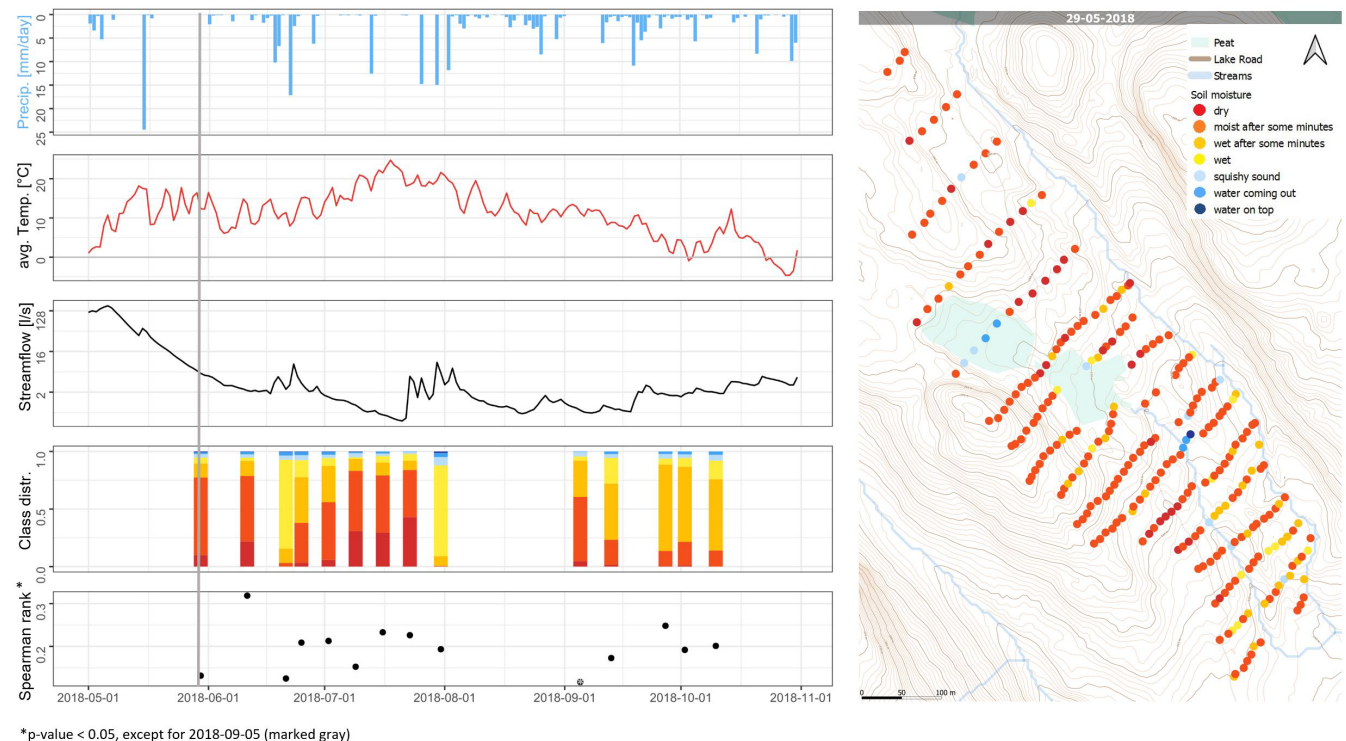 Precip. [mm/day]
0
5
10
15
20
25
avg. Temp. [°C]
20
10
0
Streamflow [l/s]
128
16
2
Class distr.
1.0
0.5
0.0
Spearman rank *
0.3
0.2
2018-05-01 2018-06-01 2018-07-01 2018-08-01 2018-09-01 2018-10-01 2018-11-01
*p-value < 0.05, except for 2018-09-05 (marked gray)
29-05-2018
Peat
Lake Road
Streams
Soil moisture
dry
moist after some minutes
wet after some minutes
wet
squishy sound
water coming out
water on top
0 50 100 m